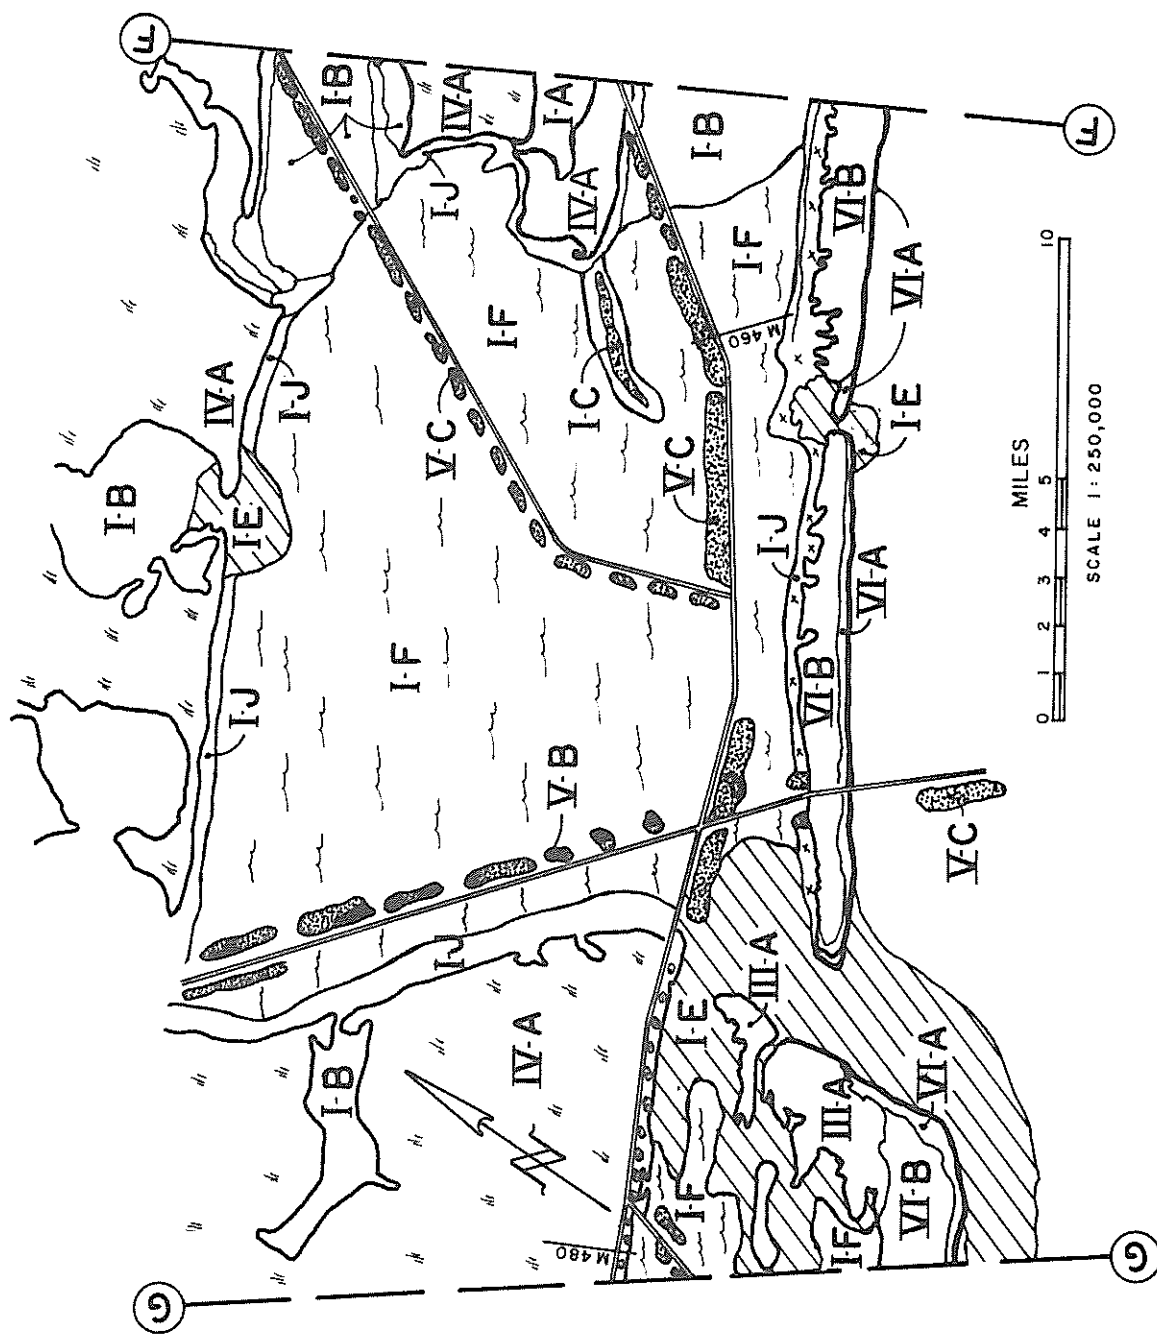 F
I-B
IV-A
I-A
I-J
IV-A
I-B
I-F
VI-B
F
IV-A
I-J
I-B
I-E
V-C
I-F
I-C
V-C
M 460
VI-A
I-E
I-J
VI-A
VI-B
I-J
I-F
V-B
V-C
I-J
I-B
IV-A
I-E
III-A
III-A
VI-A
VI-B
I-F
I-F
M 480
G
G
N
MILES
0 1 2 3 4 5 10
SCALE 1:250,000